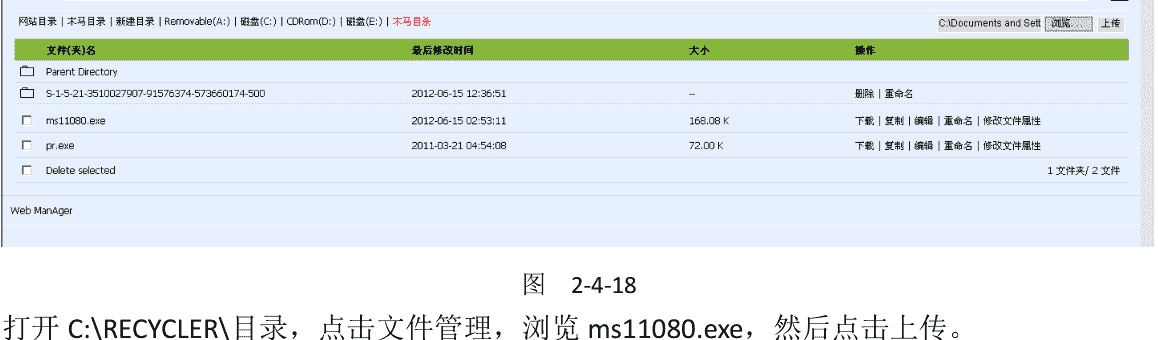 网站目录 | 木马目录 | 新建目录 | Removable(A:) | 磁盘(C:) | CDRom(D:) | 磁盘(E:) | 木马自杀 C:\Documents and Sett 浏览... 上传
文件(夹)名 最后修改时间 大小 操作
Parent Directory
S-1-5-21-3510027907-91576374-573660174-500 2012-06-15 12:36:51 -- 删除 | 重命名
ms11080.exe 2012-06-15 02:53:11 168.08 K 下载 | 复制 | 编辑 | 重命名 | 修改文件属性
pr.exe 2011-03-21 04:54:08 72.00 K 下载 | 复制 | 编辑 | 重命名 | 修改文件属性
Delete selected 1 文件夹/ 2 文件
Web ManAger
图 2-4-18
打开 C:\RECYCLER\目录，点击文件管理，浏览 ms11080.exe，然后点击上传。